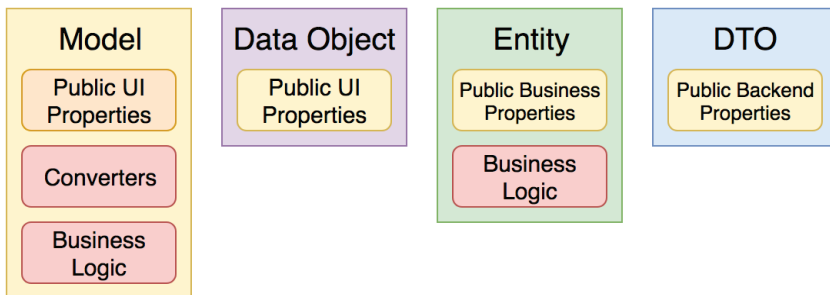 Model
Public UI
Properties
Converters
Business
Logic
Data Object
Public UI
Properties
Entity
Public Business
Properties
Business
Logic
DTO
Public Backend
Properties